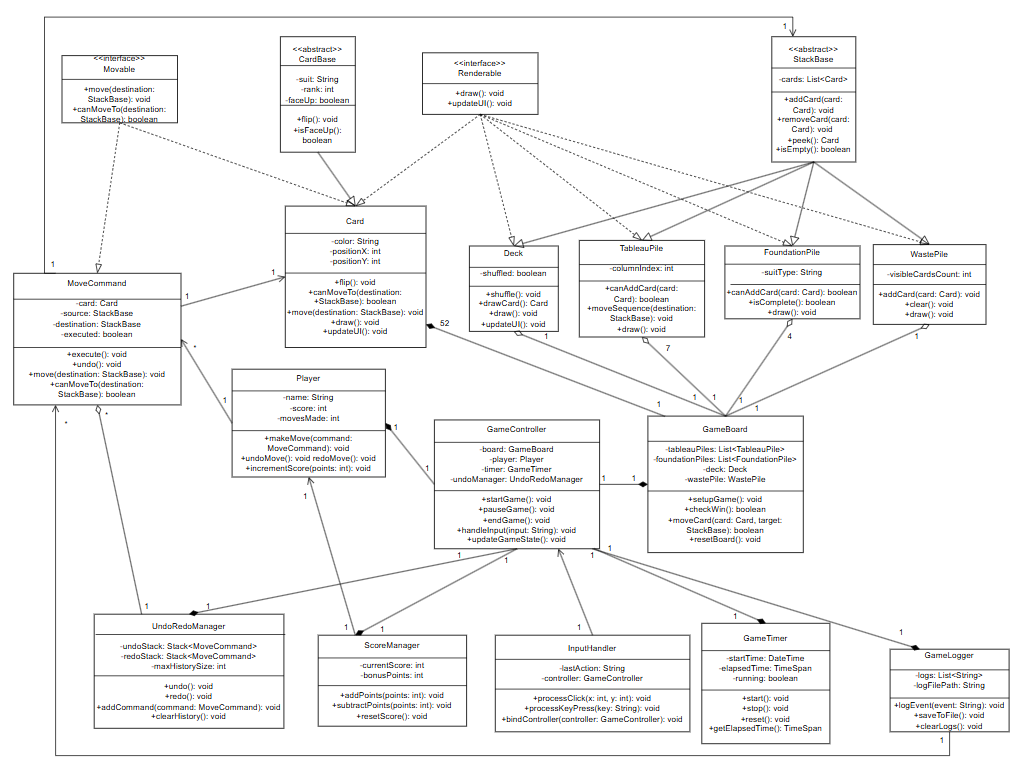 1
<<interface>>
Movable
+move(destination:
StackBase): void
+canMoveTo(destination:
StackBase): boolean
<<abstract>>
CardBase
-suit: String
-rank: int
-faceUp: boolean
+flip(): void
+isFaceUp():
boolean
<<interface>>
Renderable
+draw(): void
+updateUI(): void
<<abstract>>
StackBase
-cards: List<Card>
+addCard(card:
Card): void
+removeCard(card:
Card): void
+peek(): Card
+isEmpty(): boolean
Card
-color: String
-positionX: int
-positionY: int
+flip(): void
+canMoveTo(destination:
+StackBase): boolean
+move(destination: StackBase): void
+draw(): void
+updateUI(): void
Deck
-shuffled: boolean
+shuffle(): void
+drawCard(): Card
+draw(): void
+updateUI(): void
TableauPile
-columnIndex: int
+canAddCard(card:
Card): boolean
+moveSequence(destination:
StackBase): void
+draw(): void
FoundationPile
-suitType: String
+canAddCard(card: Card): boolean
+isComplete(): boolean
+draw(): void
WastePile
-visibleCardsCount: int
+addCard(card: Card): void
+clear(): void
+draw(): void
1
1
1
MoveCommand
-card: Card
-source: StackBase
-destination: StackBase
-executed: boolean
+execute(): void
+undo(): void
+move(destination: StackBase): void
+canMoveTo(destination:
StackBase): boolean
52
1
7
4
1
*
1
1
1
1
1
1
Player
-name: String
-score: int
-movesMade: int
+makeMove(command:
MoveCommand): void
+undoMove(): void redoMove(): void
+incrementScore(points: int): void
*
*
1
1
GameController
-board: GameBoard
-player: Player
-timer: GameTimer
-undoManager: UndoRedoManager
+startGame(): void
+pauseGame(): void
+endGame(): void
+handleInput(input: String): void
+updateGameState(): void
1
1
GameBoard
-tableauPiles: List<TableauPile>
-foundationPiles: List<FoundationPile>
-deck: Deck
-wastePile: WastePile
+setupGame(): void
+checkWin(): boolean
+moveCard(card: Card, target:
StackBase): boolean
+resetBoard(): void
1
1
1
1
1
1
1
1
1
1
1
1
1
UndoRedoManager
-undoStack: Stack<MoveCommand>
-redoStack: Stack<MoveCommand>
-maxHistorySize: int
+undo(): void
+redo(): void
+addCommand(command: MoveCommand): void
+clearHistory(): void
ScoreManager
-currentScore: int
-bonusPoints: int
+addPoints(points: int): void
+subtractPoints(points: int): void
+resetScore(): void
InputHandler
-lastAction: String
-controller: GameController
+processClick(x: int, y: int): void
+processKeyPress(key: String): void
+bindController(controller: GameController): void
GameTimer
-startTime: DateTime
-elapsedTime: TimeSpan
-running: boolean
+start(): void
+stop(): void
+reset(): void
+getElapsedTime(): TimeSpan
GameLogger
-logs: List<String>
-logFilePath: String
+logEvent(event: String): void
+saveToFile(): void
+clearLogs(): void
1